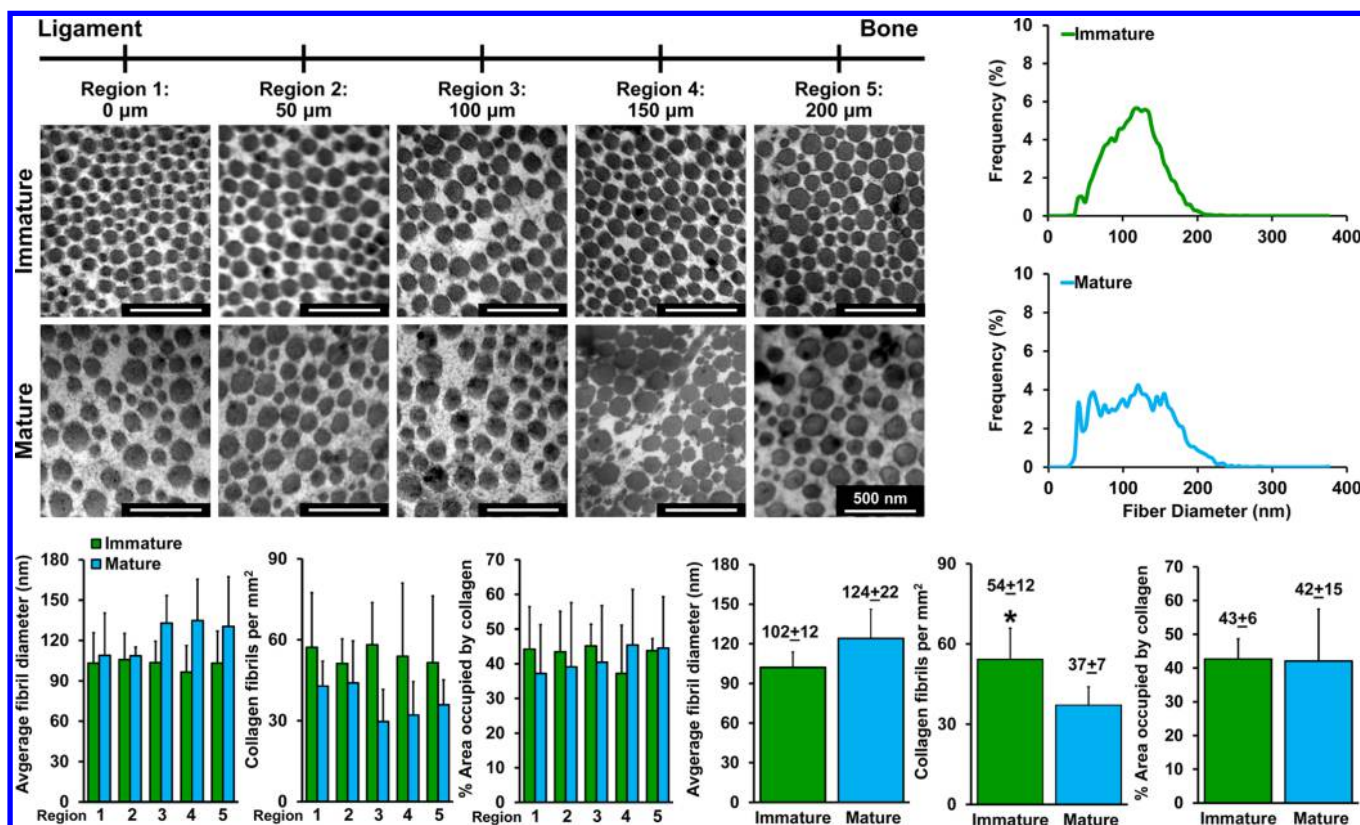 Ligament
Bone
Region 1:
0 µm
Region 2:
50 µm
Region 3:
100 µm
Region 4:
150 µm
Region 5:
200 µm
Immature
Mature
500 nm
10
8
6
4
2
0
Frequency (%)
Immature
0 100 200 300 400
10
8
6
4
2
0
Frequency (%)
Mature
0 100 200 300 400
Fiber Diameter (nm)
180
150
120
90
60
30
0
Avgerage fibril diameter (nm)
Immature
Mature
Region 1 2 3 4 5
90
60
30
0
Collagen fibrils per mm²
Region 1 2 3 4 5
70
60
50
40
30
20
10
0
% Area occupied by collagen
Region 1 2 3 4 5
180
150
120
90
60
30
0
Avgerage fibril diameter (nm)
102±12
124±22
Immature Mature
90
60
30
0
Collagen fibrils per mm²
54±12
*
37±7
Immature Mature
70
60
50
40
30
20
10
0
% Area occupied by collagen
43±6
42±15
Immature Mature